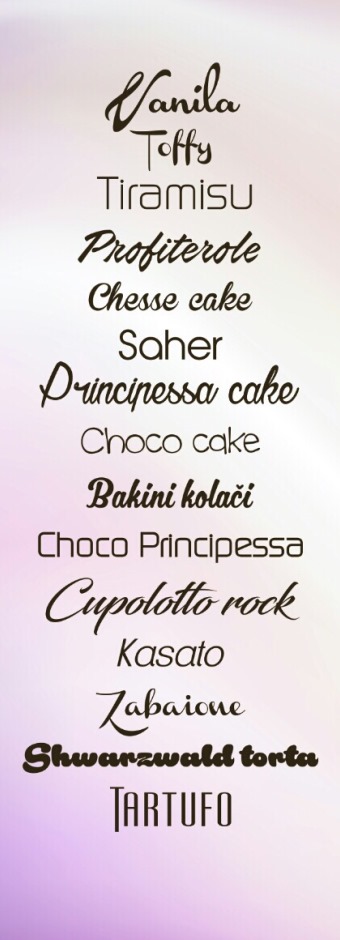 Vanila
Toffy
Tiramisu
Profiterole
Chesse cake
Saher
Principessa cake
Choco cake
Bakini kolači
Choco Principessa
Cupolotto rock
Kasato
Zabaione
Shwarzwald torta
TARTUFO